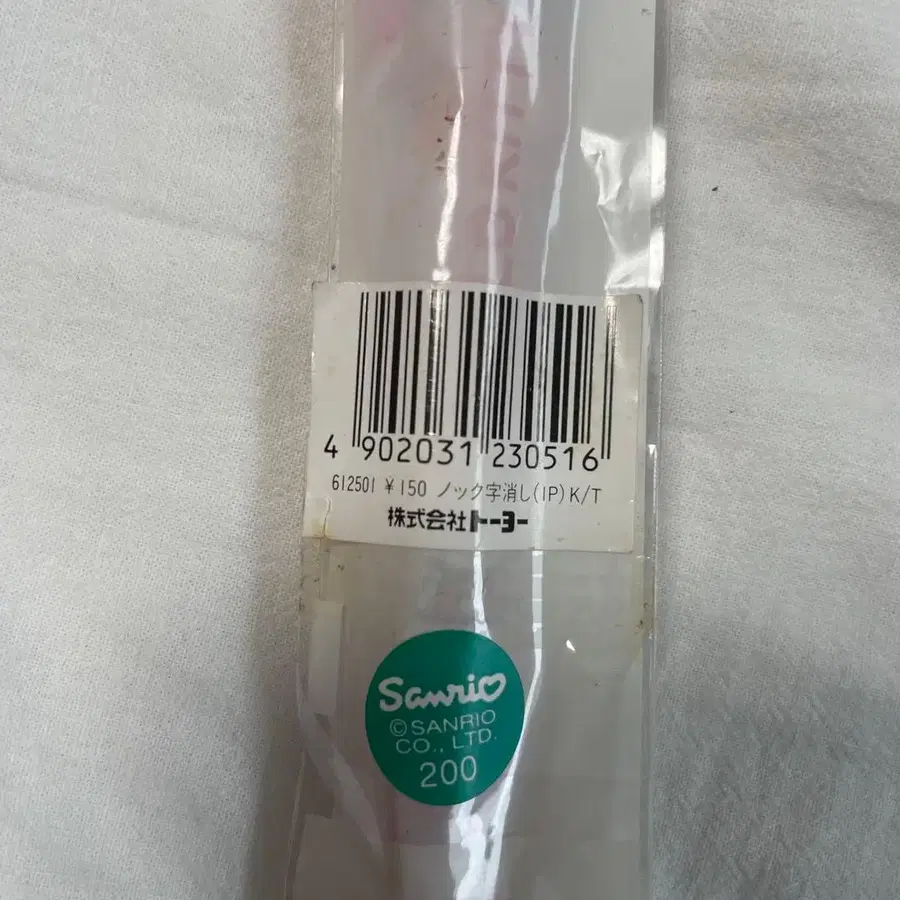 4 902031 230516
612501 ¥150 ノック字消し(1P)K/T
株式会社トーヨー
Sanrio
©SANRIO
CO., LTD.
200